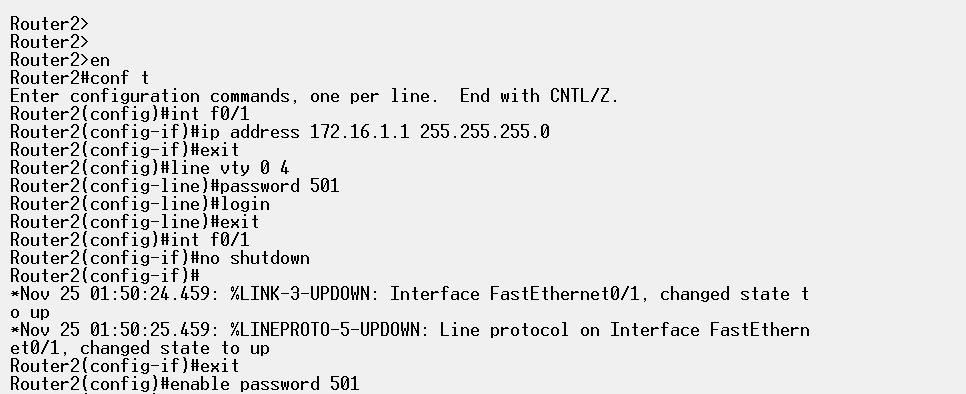 Router2>
Router2>
Router2>en
Router2#conf t
Enter configuration commands, one per line.  End with CNTL/Z.
Router2(config)#int f0/1
Router2(config-if)#ip address 172.16.1.1 255.255.255.0
Router2(config-if)#exit
Router2(config)#line vty 0 4
Router2(config-line)#password 501
Router2(config-line)#login
Router2(config-line)#exit
Router2(config)#int f0/1
Router2(config-if)#no shutdown
Router2(config-if)#
*Nov 25 01:50:24.459: %LINK-3-UPDOWN: Interface FastEthernet0/1, changed state t
o up
*Nov 25 01:50:25.459: %LINEPROTO-5-UPDOWN: Line protocol on Interface FastEthern
et0/1, changed state to up
Router2(config-if)#exit
Router2(config)#enable password 501